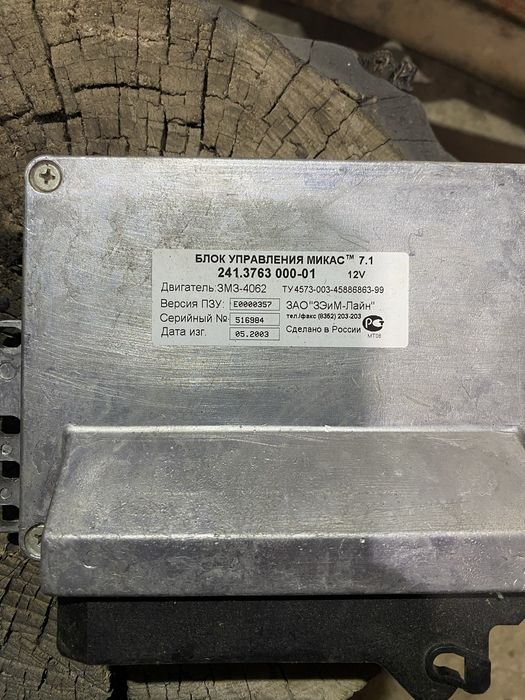 БЛОК УПРАВЛЕНИЯ МИКАС™ 7.1
241.3763 000-01 12V
Двигатель: ЗМЗ-4062 ТУ 4573-003-45886863-99
Версия ПЗУ: E0000357 ЗАО"ЗЭиМ-Лайн"
Серийный №: 516984 тел./факс (8352) 203-203
Дата изг. 05.2003 Сделано в России
МТ08